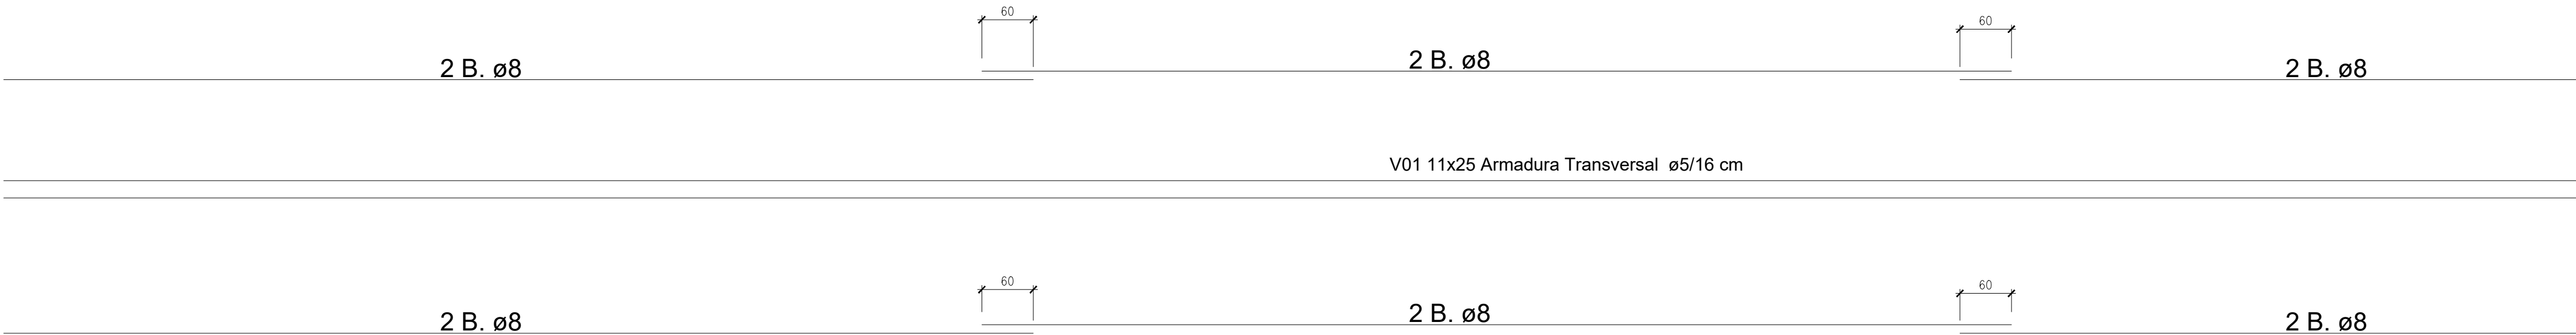 60
60
2 B. ø8
2 B. ø8
2 B. ø8
V01 11x25 Armadura Transversal  ø5/16 cm
60
60
2 B. ø8
2 B. ø8
2 B. ø8